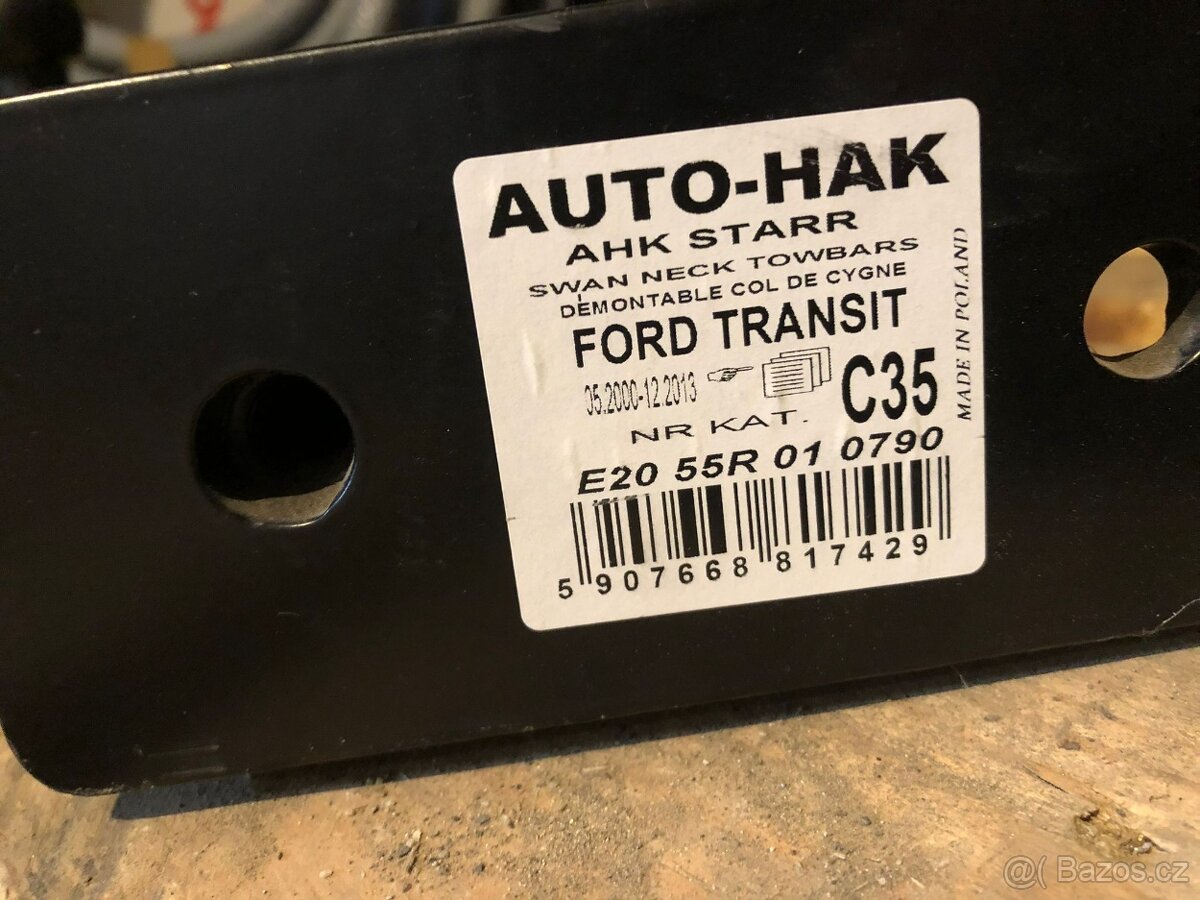 AUTO-HAK
AHK STARR
SWAN NECK TOWBARS
DÉMONTABLE COL DE CYGNE
FORD TRANSIT
05.2000-12.2013
NR KAT. C35
E20 55R 01 0790
5 907668 817429
MADE IN POLAND
@( Bazos.cz